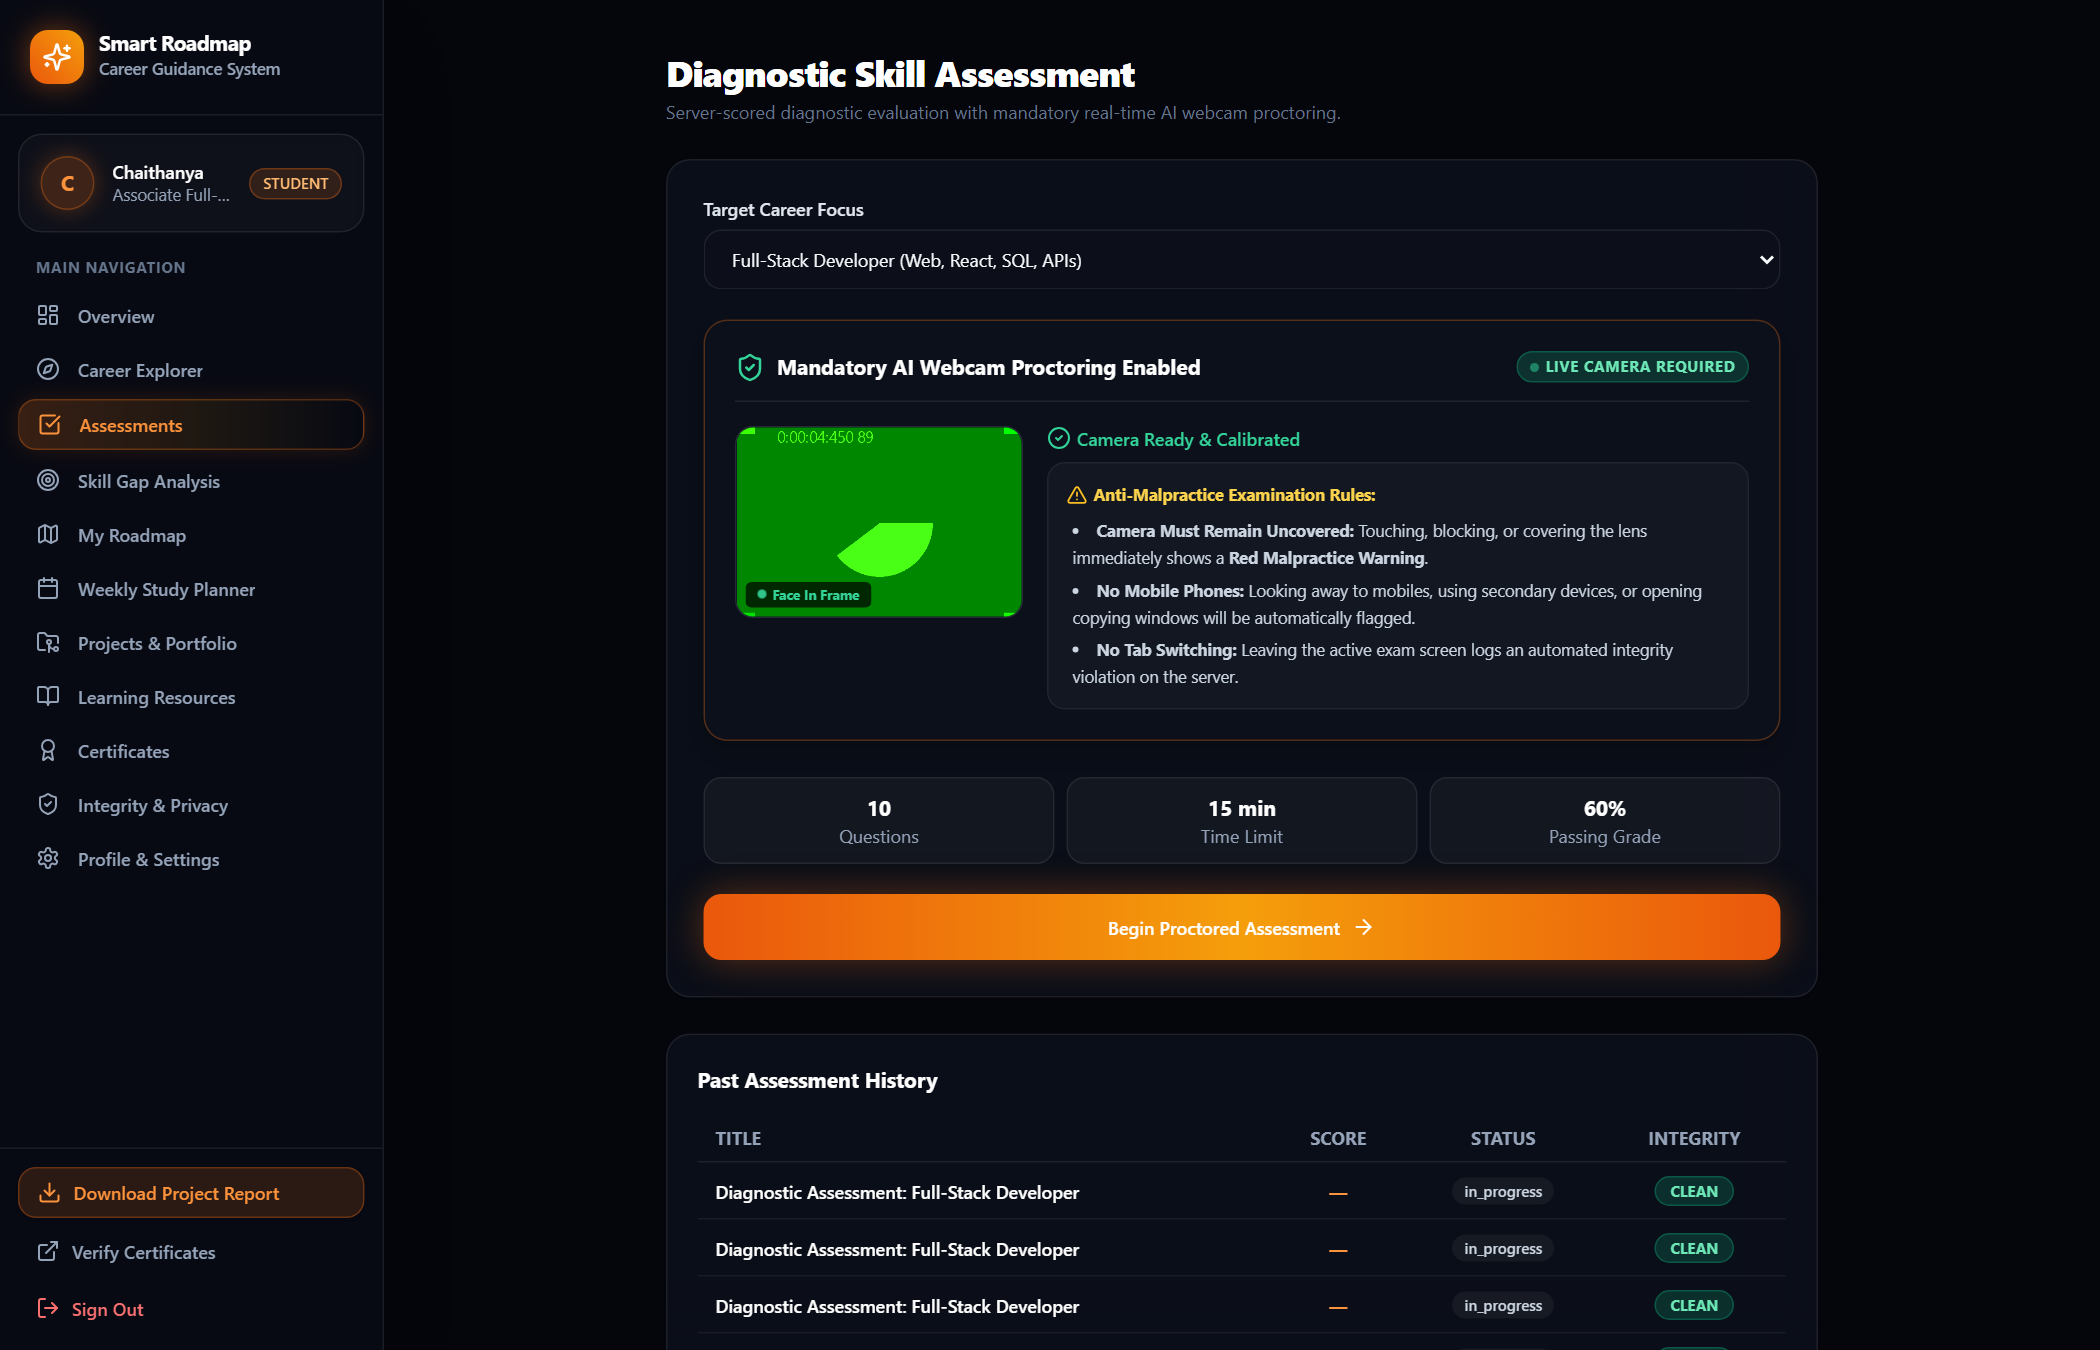 Smart Roadmap
Career Guidance System
C
Chaithanya
Associate Full-...
STUDENT
MAIN NAVIGATION
Overview
Career Explorer
Assessments
Skill Gap Analysis
My Roadmap
Weekly Study Planner
Projects & Portfolio
Learning Resources
Certificates
Integrity & Privacy
Profile & Settings
Download Project Report
Verify Certificates
Sign Out
Diagnostic Skill Assessment
Server-scored diagnostic evaluation with mandatory real-time AI webcam proctoring.
Target Career Focus
Full-Stack Developer (Web, React, SQL, APIs)
Mandatory AI Webcam Proctoring Enabled
LIVE CAMERA REQUIRED
0:00:04:450 89
Face In Frame
Camera Ready & Calibrated
Anti-Malpractice Examination Rules:
• Camera Must Remain Uncovered: Touching, blocking, or covering the lens
immediately shows a Red Malpractice Warning.
• No Mobile Phones: Looking away to mobiles, using secondary devices, or opening
copying windows will be automatically flagged.
• No Tab Switching: Leaving the active exam screen logs an automated integrity
violation on the server.
10
Questions
15 min
Time Limit
60%
Passing Grade
Begin Proctored Assessment →
Past Assessment History
TITLE SCORE STATUS INTEGRITY
Diagnostic Assessment: Full-Stack Developer — in_progress CLEAN
Diagnostic Assessment: Full-Stack Developer — in_progress CLEAN
Diagnostic Assessment: Full-Stack Developer — in_progress CLEAN